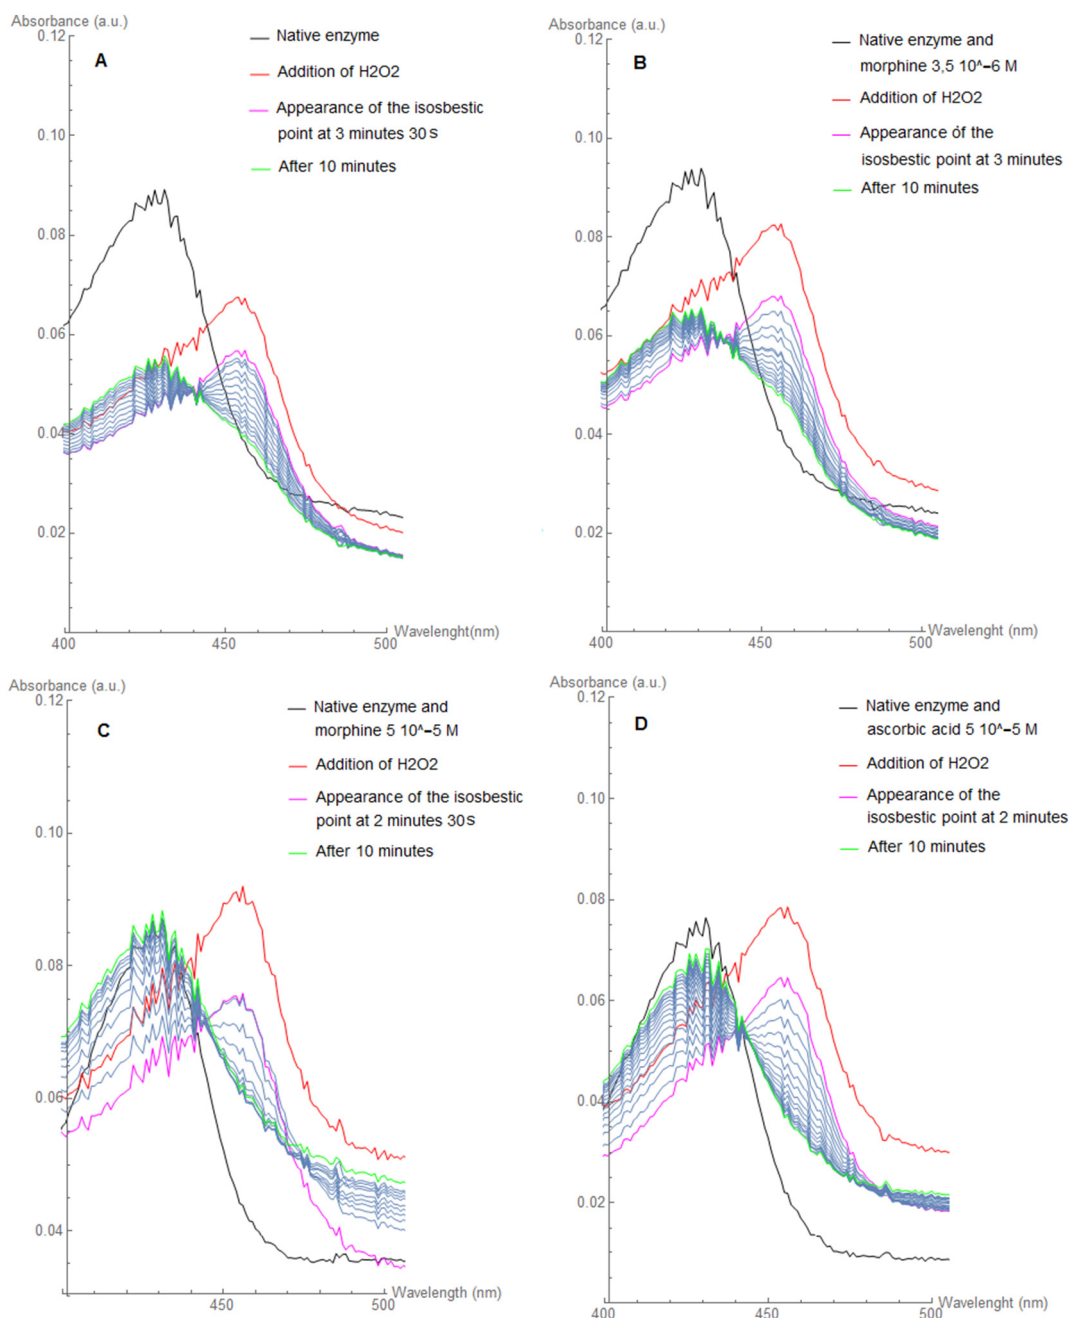 Absorbance (a.u.)
0.12
A
Native enzyme
Addition of H2O2
Appearance of the isosbestic
point at 3 minutes 30s
After 10 minutes
0.10
0.08
0.06
0.04
0.02
400
450
500
Wavelenght(nm)
Absorbance (a.u.)
0.12
B
Native enzyme and
morphine 3,5 10^−6 M
Addition of H2O2
Appearance of the
isosbestic point at 3 minutes
After 10 minutes
0.10
0.08
0.06
0.04
0.02
400
450
500
Wavelenght (nm)
Absorbance (a.u.)
0.12
C
Native enzyme and
morphine 5 10^−5 M
Addition of H2O2
Appearance of the isosbestic
point at 2 minutes 30s
After 10 minutes
0.10
0.08
0.06
0.04
450
500
Wavelength (nm)
Absorbance (a.u.)
0.12
D
Native enzyme and
ascorbic acid 5 10^−5 M
Addition of H2O2
Appearance of the
isosbestic point at 2 minutes
After 10 minutes
0.10
0.08
0.06
0.04
0.02
400
450
500
Wavelenght (nm)